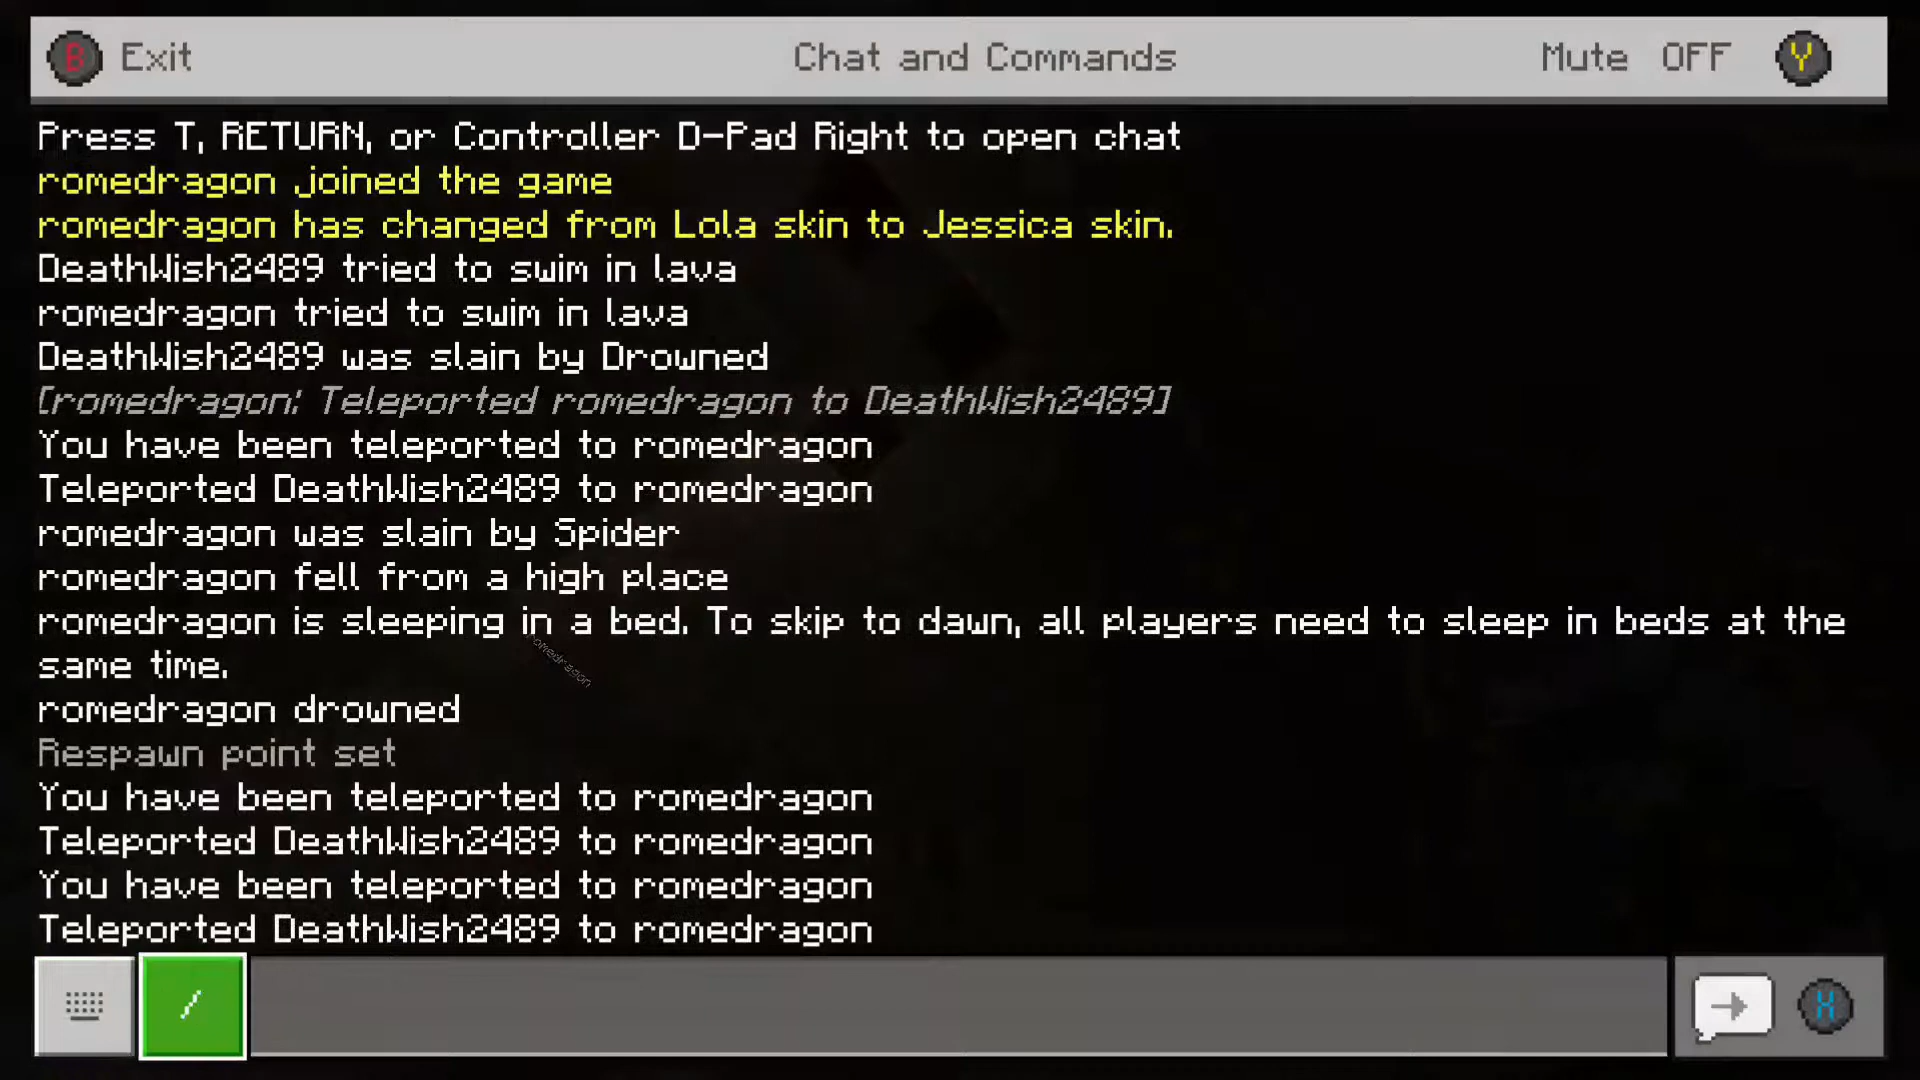 B Exit Chat and Commands Mute OFF Y
Press T, RETURN, or Controller D-Pad Right to open chat
romedragon joined the game
romedragon has changed from Lola skin to Jessica skin.
DeathWish2489 tried to swim in lava
romedragon tried to swim in lava
DeathWish2489 was slain by Drowned
[romedragon: Teleported romedragon to DeathWish2489]
You have been teleported to romedragon
Teleported DeathWish2489 to romedragon
romedragon was slain by Spider
romedragon fell from a high place
romedragon is sleeping in a bed. To skip to dawn, all players need to sleep in beds at the
same time.
romedragon
romedragon drowned
Respawn point set
You have been teleported to romedragon
Teleported DeathWish2489 to romedragon
You have been teleported to romedragon
Teleported DeathWish2489 to romedragon
/ X